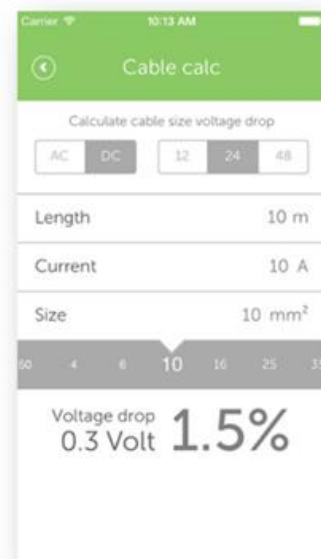 Carrier 10:13 AM
Cable calc
Calculate cable size voltage drop
AC DC 12 24 48
Length 10 m
Current 10 A
Size 10 mm²
4 6 10 16 25
Voltage drop
0.3 Volt 1.5%